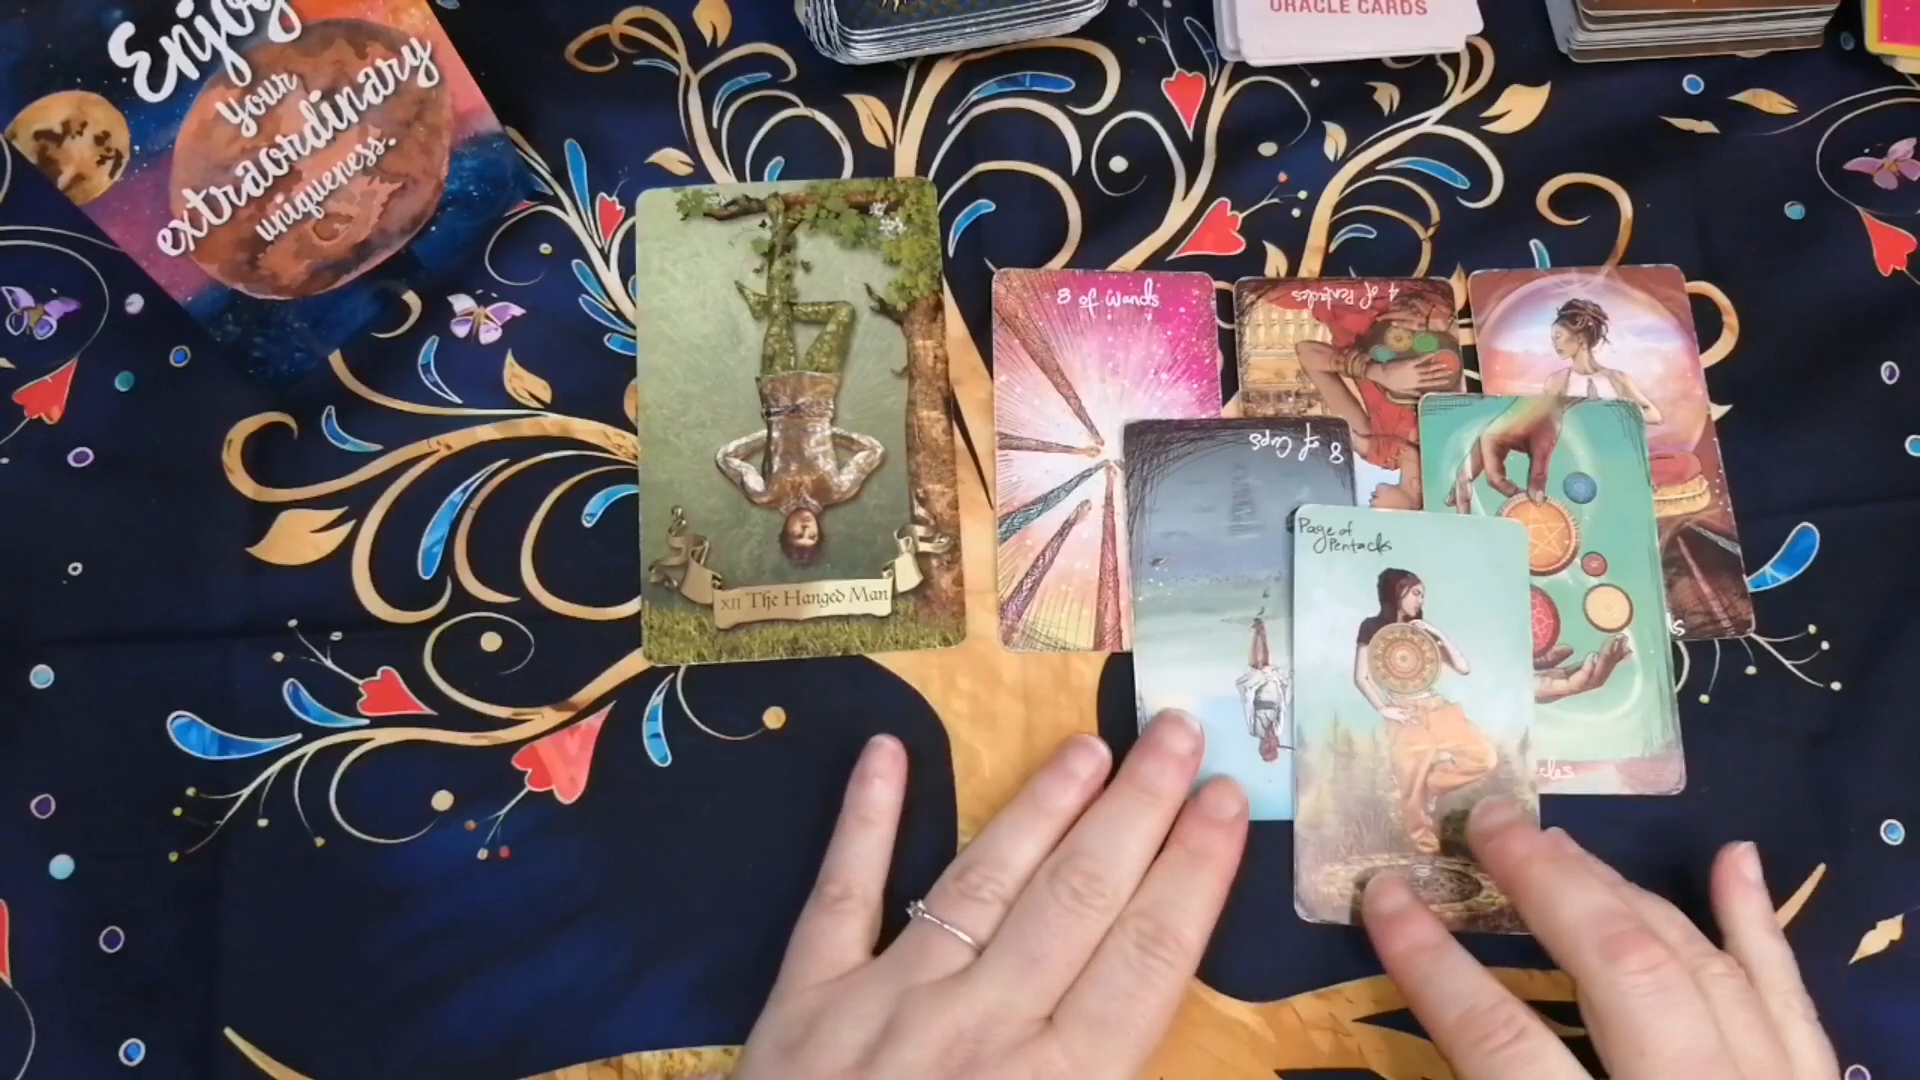 Enjoy
your
extraordinary
uniqueness.
ORACLE CARDS
XII The Hanged Man
8 of Wands
4 of Pentacles
8 of Cups
Page of
Pentacls